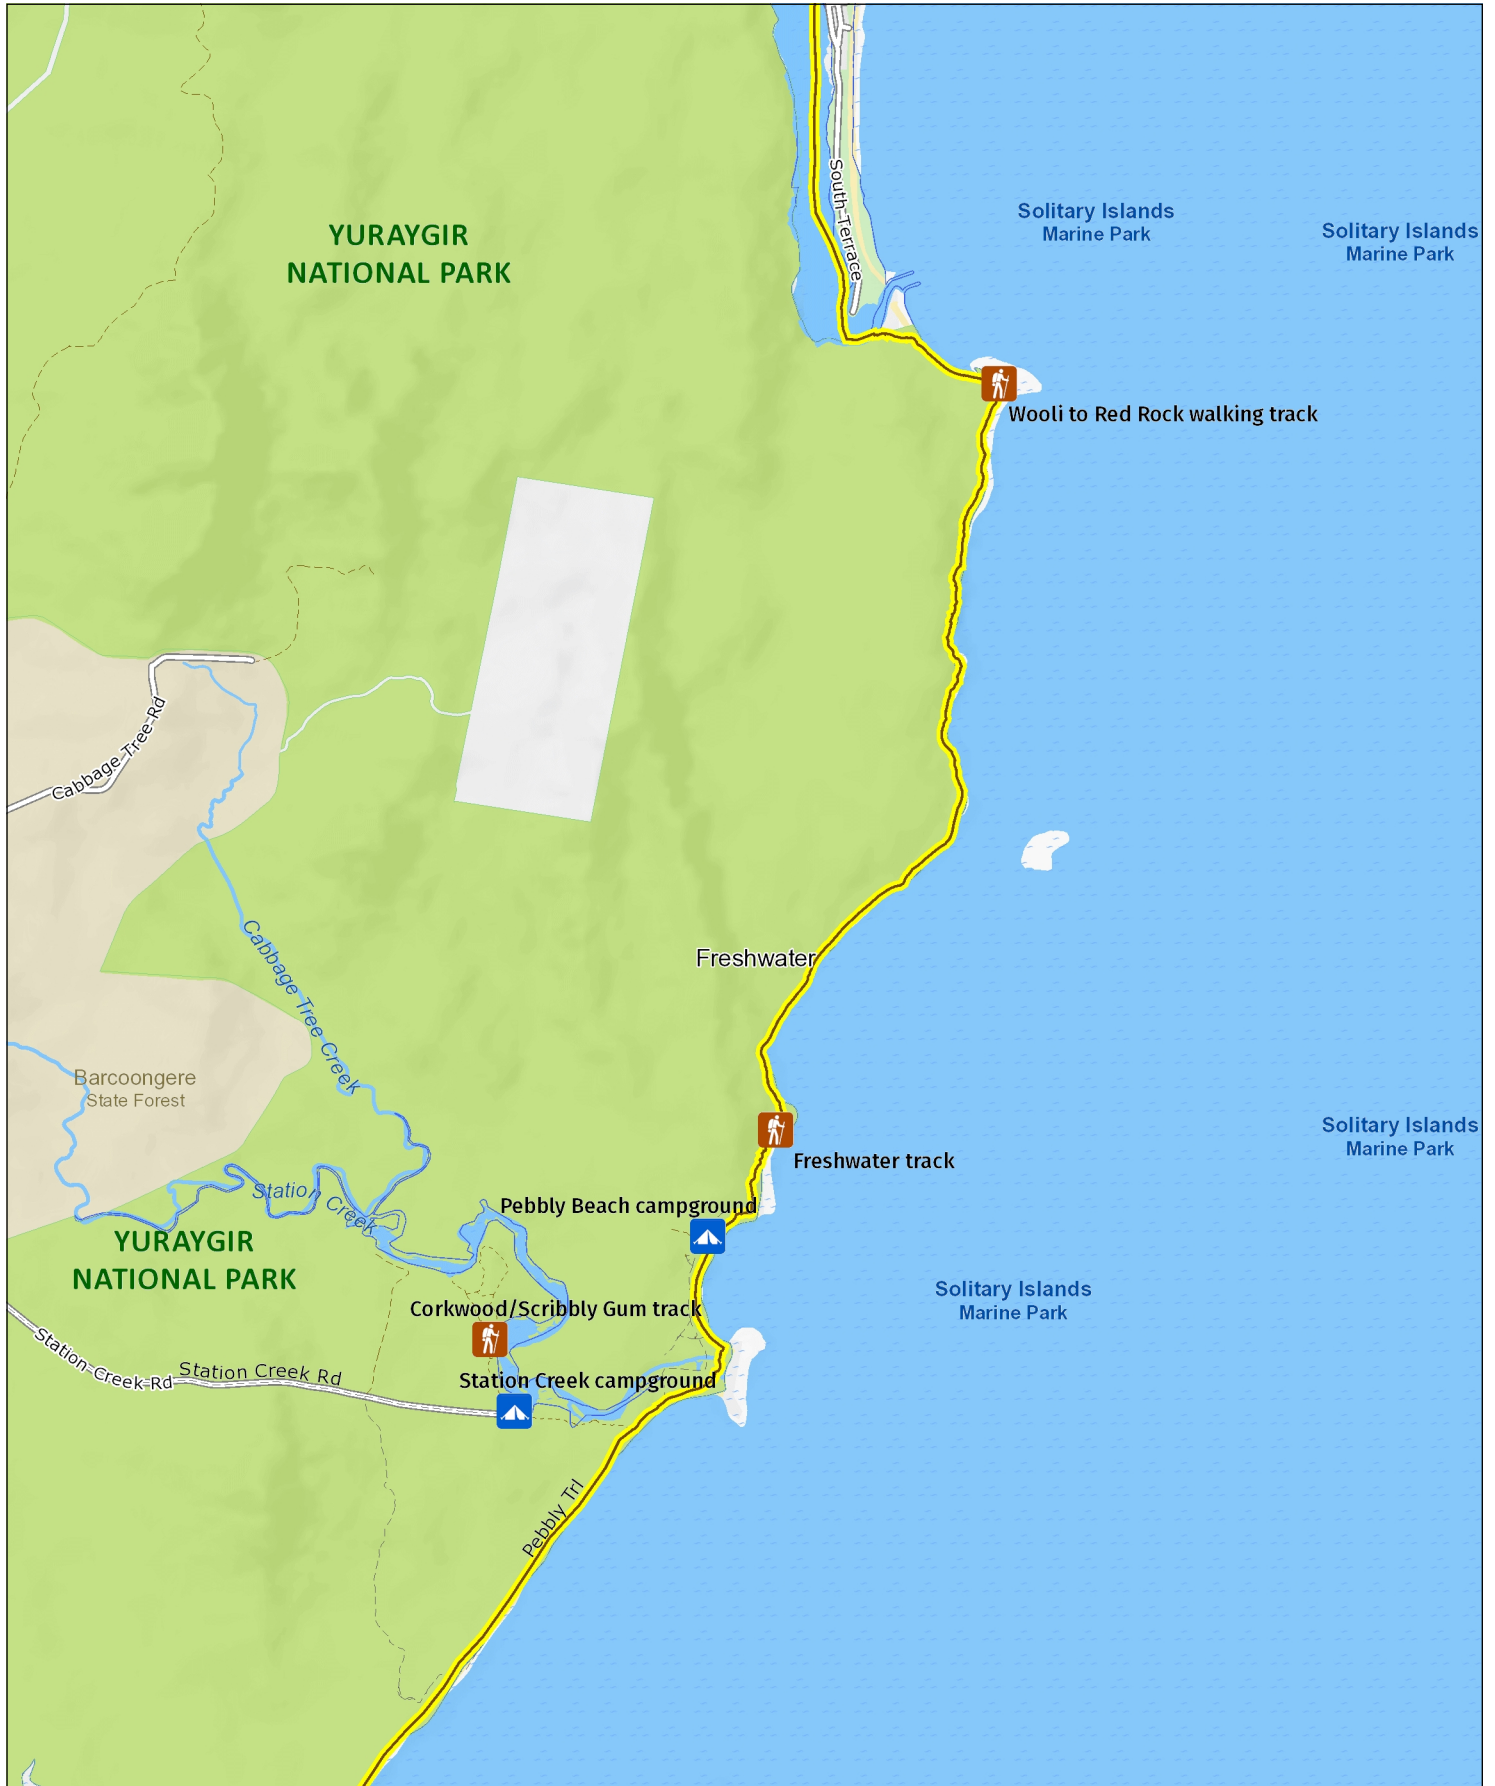 South Terrace
Solitary Islands
Marine Park
Solitary Islands
Marine Park
YURAYGIR
NATIONAL PARK
Wooli to Red Rock walking track
Cabbage Tree Rd
Cabbage Tree Creek
Freshwater
Barcoongere
State Forest
Solitary Islands
Marine Park
Freshwater track
Station Creek
Pebbly Beach campground
YURAYGIR
NATIONAL PARK
Solitary Islands
Marine Park
Corkwood/Scribbly Gum track
Station Creek Rd
Station Creek Rd
Station Creek campground
Pebbly Trl